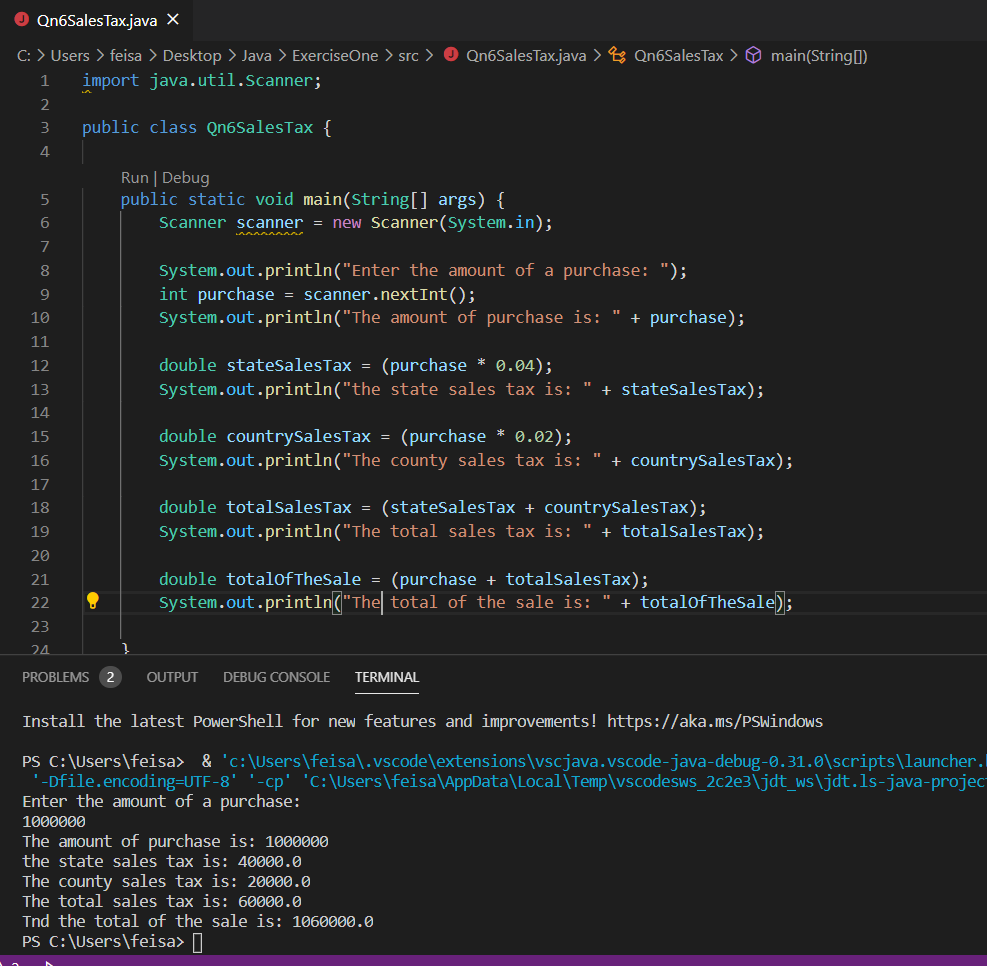 Qn6SalesTax.java ×
C: > Users > feisa > Desktop > Java > ExerciseOne > src > Qn6SalesTax.java > Qn6SalesTax > main(String[])
1 import java.util.Scanner;
2
3 public class Qn6SalesTax {
4
Run | Debug
5 public static void main(String[] args) {
6 Scanner scanner = new Scanner(System.in);
7
8 System.out.println("Enter the amount of a purchase: ");
9 int purchase = scanner.nextInt();
10 System.out.println("The amount of purchase is: " + purchase);
11
12 double stateSalesTax = (purchase * 0.04);
13 System.out.println("the state sales tax is: " + stateSalesTax);
14
15 double countrySalesTax = (purchase * 0.02);
16 System.out.println("The county sales tax is: " + countrySalesTax);
17
18 double totalSalesTax = (stateSalesTax + countrySalesTax);
19 System.out.println("The total sales tax is: " + totalSalesTax);
20
21 double totalOfTheSale = (purchase + totalSalesTax);
22 System.out.println("The total of the sale is: " + totalOfTheSale);
23
24 }
PROBLEMS 2 OUTPUT DEBUG CONSOLE TERMINAL
Install the latest PowerShell for new features and improvements! https://aka.ms/PSWindows
PS C:\Users\feisa> & 'c:\Users\feisa\.vscode\extensions\vscjava.vscode-java-debug-0.31.0\scripts\launcher.
'-Dfile.encoding=UTF-8' '-cp' 'C:\Users\feisa\AppData\Local\Temp\vscodesws_2c2e3\jdt_ws\jdt.ls-java-projec
Enter the amount of a purchase:
1000000
The amount of purchase is: 1000000
the state sales tax is: 40000.0
The county sales tax is: 20000.0
The total sales tax is: 60000.0
Tnd the total of the sale is: 1060000.0
PS C:\Users\feisa>